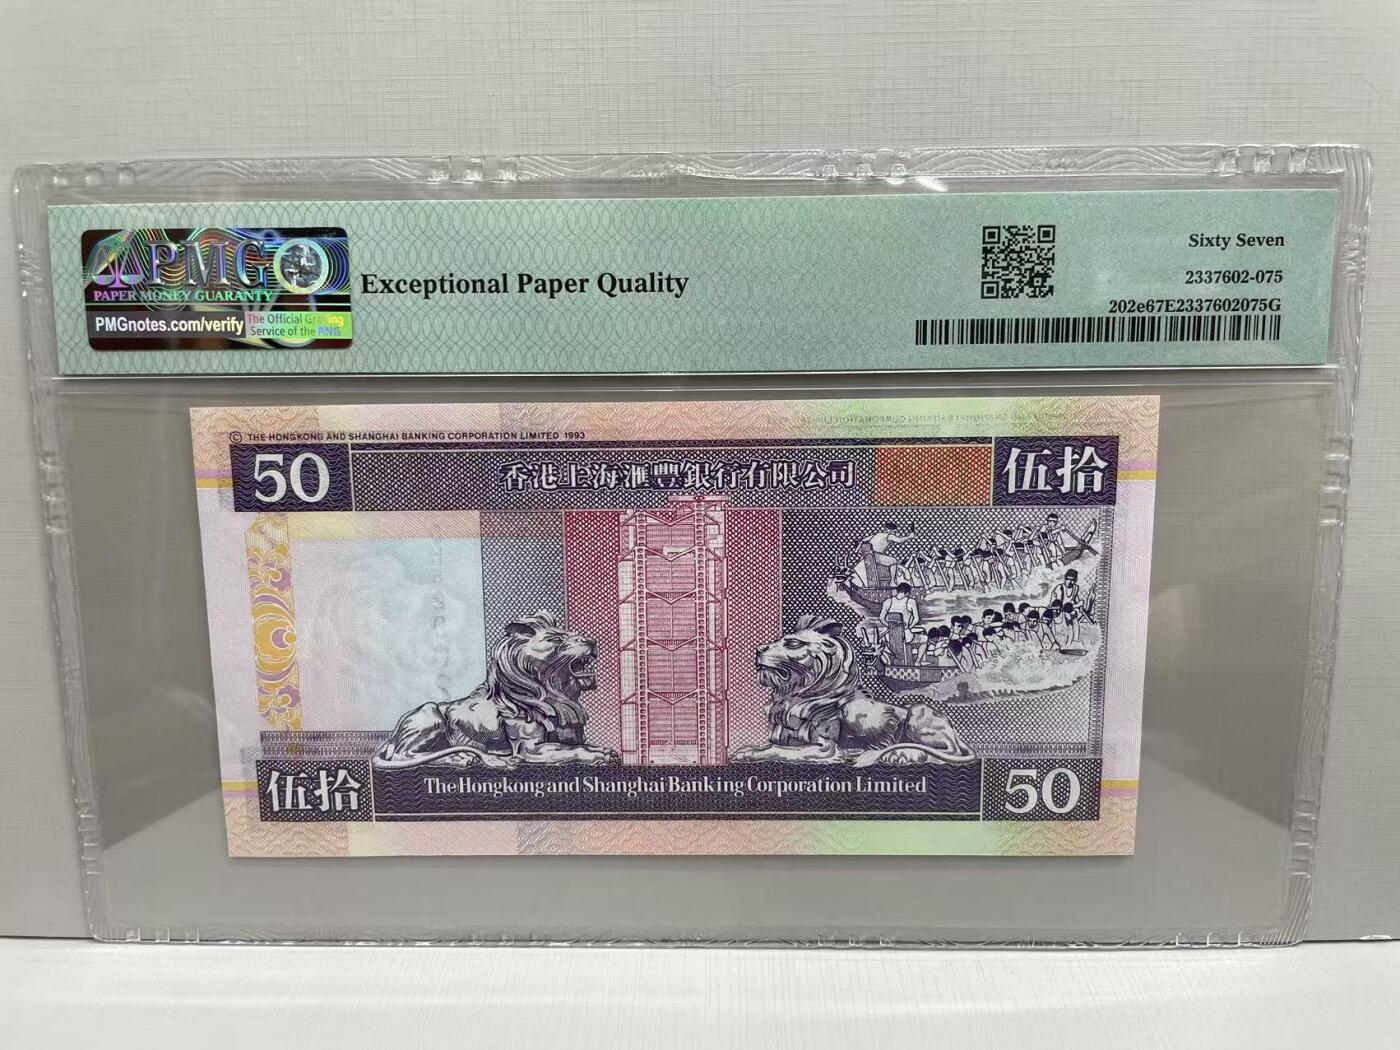 PMG
PAPER MONEY GUARANTY
PMGnotes.com/verify
The Official Grading
Service of the PNG
Exceptional Paper Quality
Sixty Seven
2337602-075
202e67E2337602075G
© THE HONGKONG AND SHANGHAI BANKING CORPORATION LIMITED 1993
50
香港上海滙豐銀行有限公司
伍拾
伍拾
The Hongkong and Shanghai Banking Corporation Limited
50